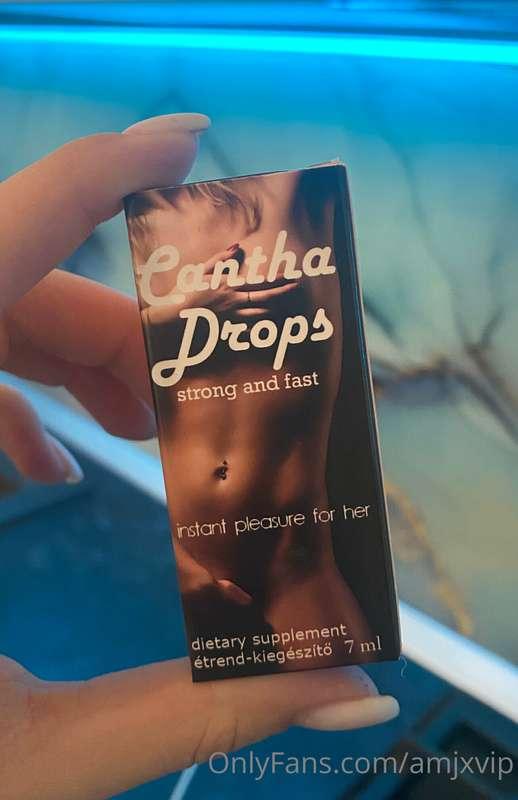 Cantha
Drops
strong and fast
instant pleasure for her
dietary supplement
étrend-kiegészítő 7 ml
OnlyFans.com/amjxvip